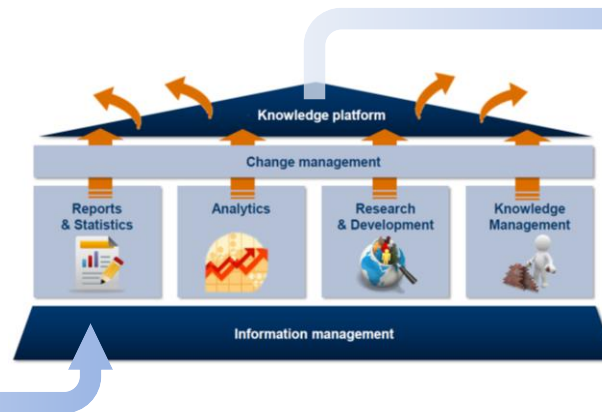 Knowledge platform
Change management
Reports
& Statistics
Analytics
Research
& Development
Knowledge
Management
Information management